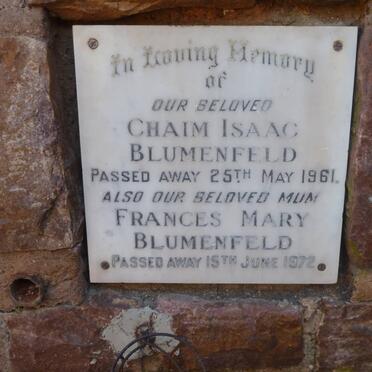 In Loving Memory
of
OUR BELOVED
CHAIM ISAAC
BLUMENFELD
PASSED AWAY 25TH MAY 1961.
ALSO OUR BELOVED MUM
FRANCES MARY
BLUMENFELD
PASSED AWAY 15TH JUNE 1972